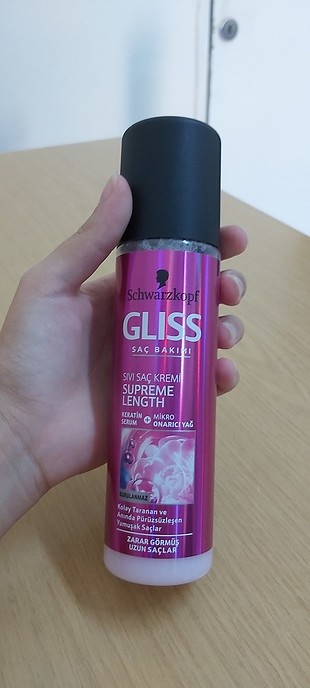 Schwarzkopf
GLISS
SAÇ BAKIMI
SIVI SAÇ KREMİ
SUPREME
LENGTH
KERATİN SERUM + MİKRO ONARICI YAĞ
DURULANMAZ
Kolay Taranan ve
Anında Pürüzsüzleşen
Yumuşak Saçlar
ZARAR GÖRMÜŞ
UZUN SAÇLAR